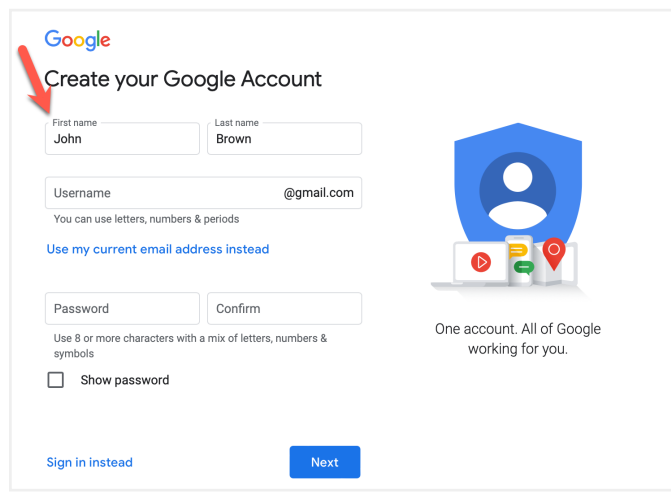 Google
Create your Google Account
First name
John
Last name
Brown
Username
@gmail.com
You can use letters, numbers & periods
Use my current email address instead
Password
Confirm
Use 8 or more characters with a mix of letters, numbers &
symbols
Show password
Sign in instead
Next
One account. All of Google
working for you.